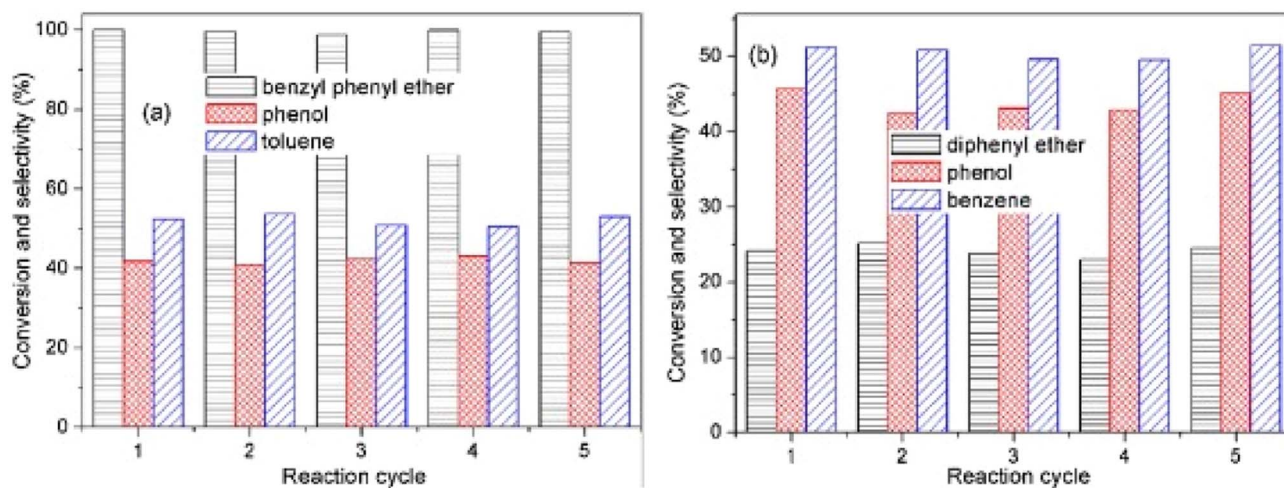 Conversion and selectivity (%)
100
80
60
40
20
0
(a)
benzyl phenyl ether
phenol
toluene
1 2 3 4 5
Reaction cycle
Conversion and selectivity (%)
50
40
30
20
10
0
(b)
diphenyl ether
phenol
benzene
1 2 3 4 5
Reaction cycle